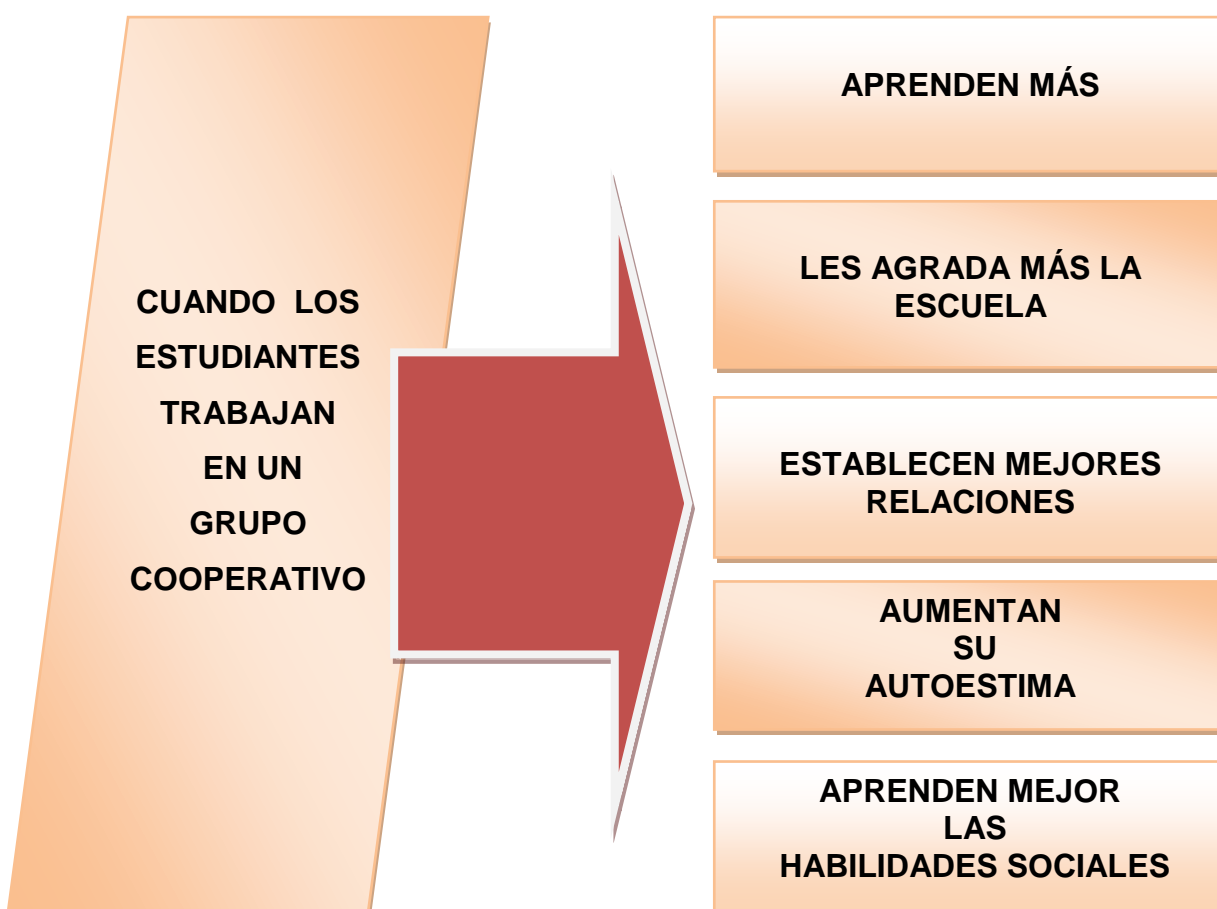 CUANDO LOS
ESTUDIANTES
TRABAJAN
EN UN
GRUPO
COOPERATIVO
APRENDEN MÁS
LES AGRADA MÁS LA
ESCUELA
ESTABLECEN MEJORES
RELACIONES
AUMENTAN
SU
AUTOESTIMA
APRENDEN MEJOR
LAS
HABILIDADES SOCIALES